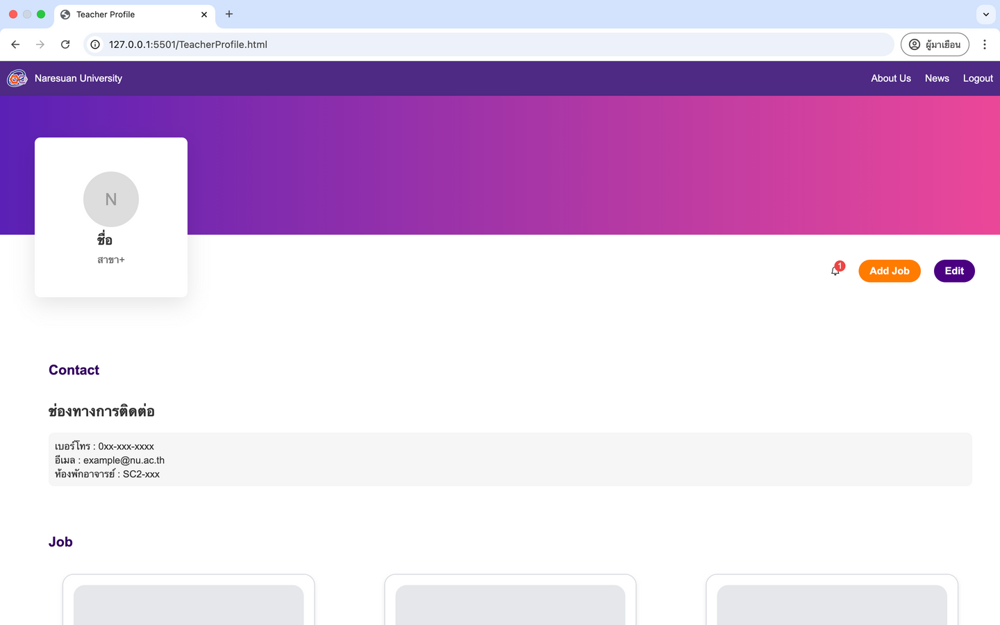 Teacher Profile
127.0.0.1:5501/TeacherProfile.html
ผู้มาเยือน
Naresuan University
About Us
News
Logout
N
ชื่อ
สาขา+
1
Add Job
Edit
Contact
ช่องทางการติดต่อ
เบอร์โทร : 0xx-xxx-xxxx
อีเมล : example@nu.ac.th
ห้องพักอาจารย์ : SC2-xxx
Job